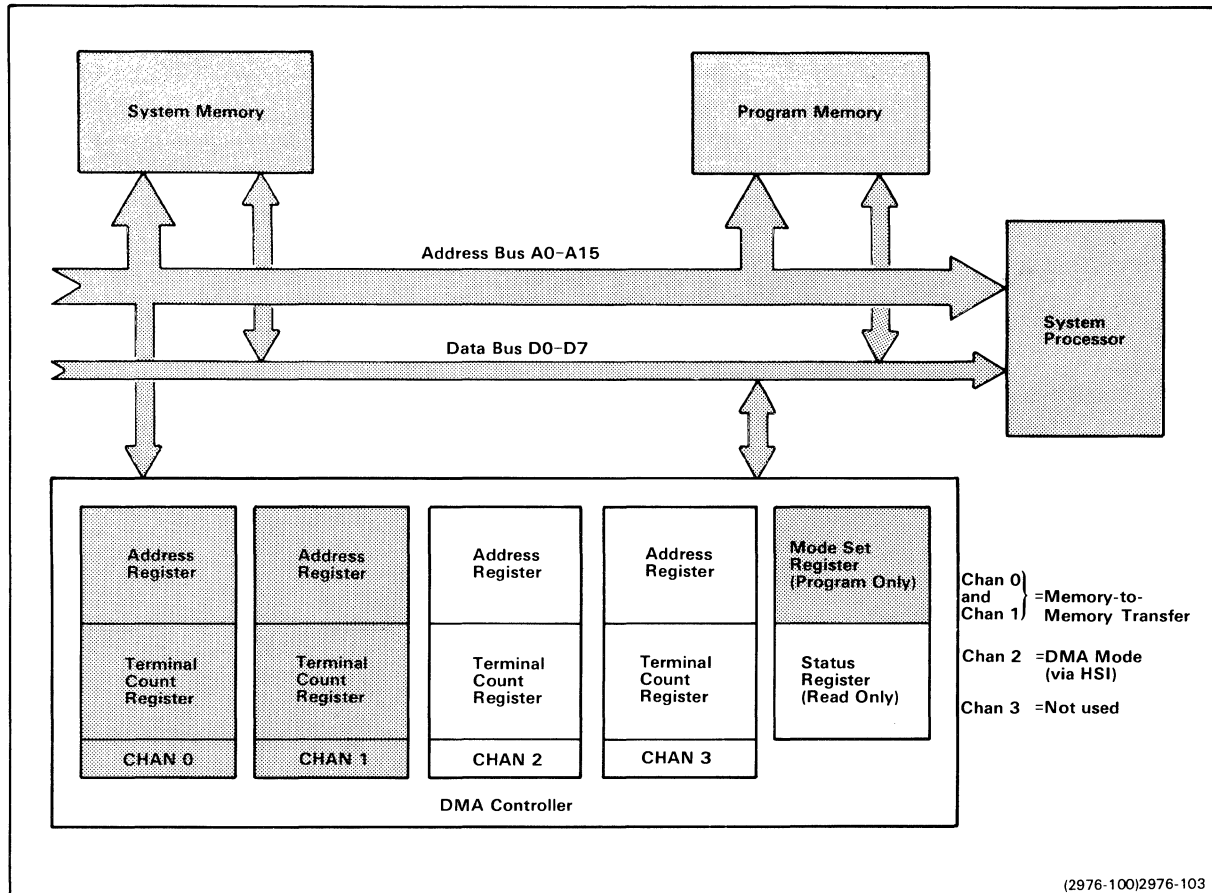 System Memory
Program Memory
Address Bus A0–A15
System
Processor
Data Bus D0–D7
Address
Register
Terminal
Count
Register
CHAN 0
Address
Register
Terminal
Count
Register
CHAN 1
Address
Register
Terminal
Count
Register
CHAN 2
Address
Register
Terminal
Count
Register
CHAN 3
Mode Set
Register
(Program Only)
Status
Register
(Read Only)
DMA Controller
Chan 0
and
Chan 1
=Memory-to-
Memory Transfer
Chan 2 =DMA Mode
(via HSI)
Chan 3 =Not used
(2976-100)2976-103